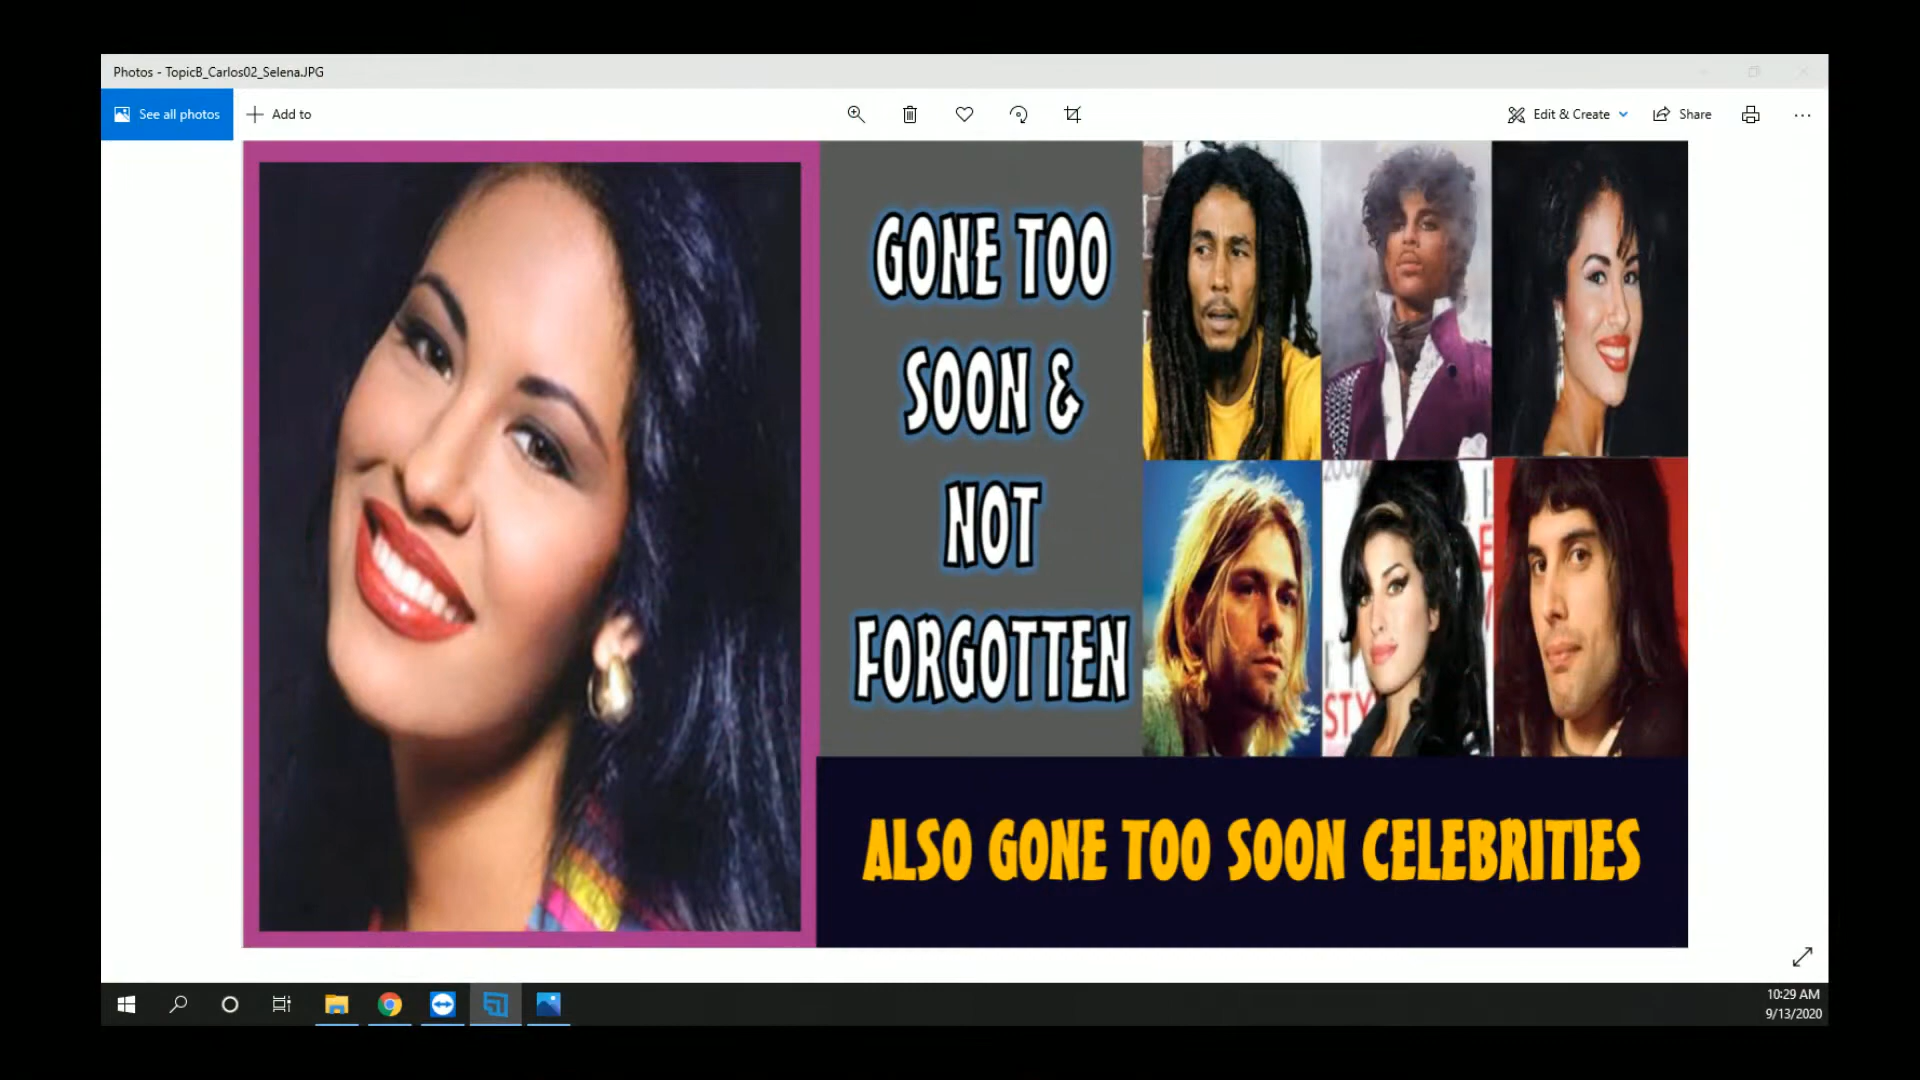 Photos - TopicB_Carlos02_Selena.JPG
See all photos
Add to
Edit & Create
Share
GONE TOO
SOON &
NOT
FORGOTTEN
STY
ALSO GONE TOO SOON CELEBRITIES
10:29 AM
9/13/2020